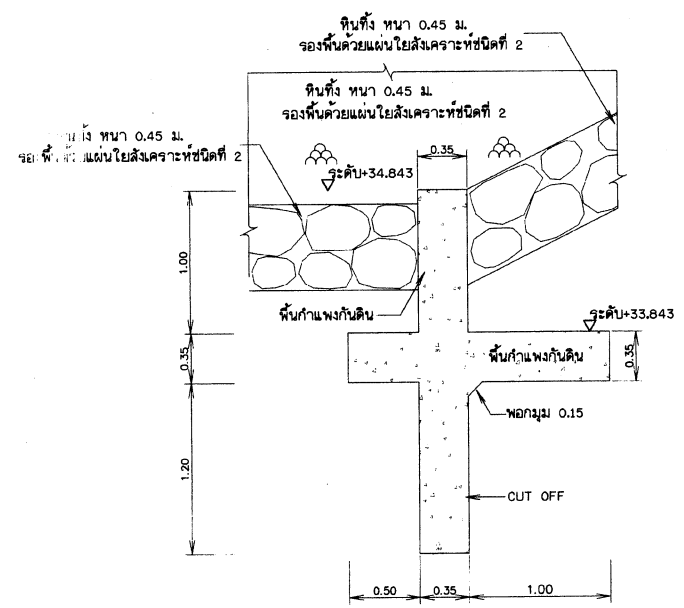 หินทิ้ง หนา 0.45 ม.
รองพื้นด้วยแผ่นใยสังเคราะห์ชนิดที่ 2
หินทิ้ง หนา 0.45 ม.
รองพื้นด้วยแผ่นใยสังเคราะห์ชนิดที่ 2
หนา 0.45 ม.
แผ่นใยสังเคราะห์ชนิดที่ 2
0.35
ระดับ+34.843
1.00
พื้นกำแพงกันดิน
ระดับ+33.843
0.35
พื้นกำแพงกันดิน
0.35
พอกมุม 0.15
1.20
CUT OFF
0.50
0.35
1.00